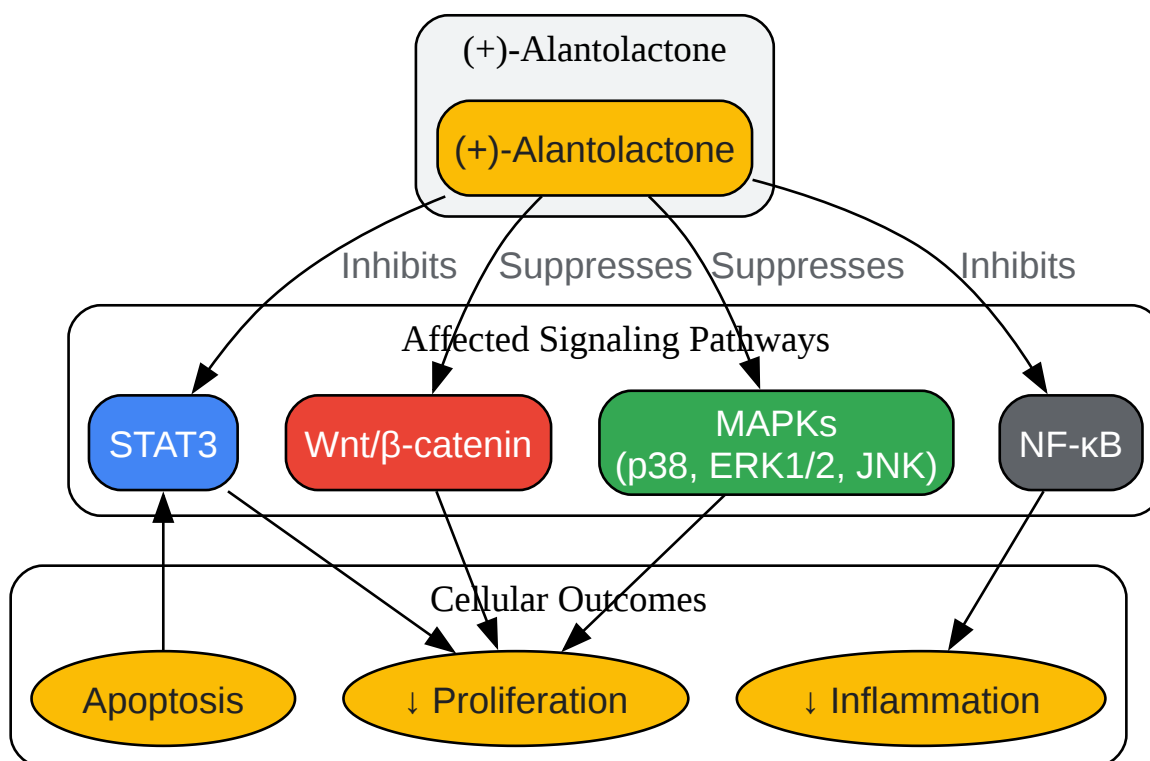 (+)-Alantolactone
(+)-Alantolactone
Inhibits
Suppresses
Suppresses
Inhibits
Affected Signaling Pathways
STAT3
Wnt/β-catenin
MAPKs
(p38, ERK1/2, JNK)
NF-κB
Cellular Outcomes
Apoptosis
↓ Proliferation
↓ Inflammation